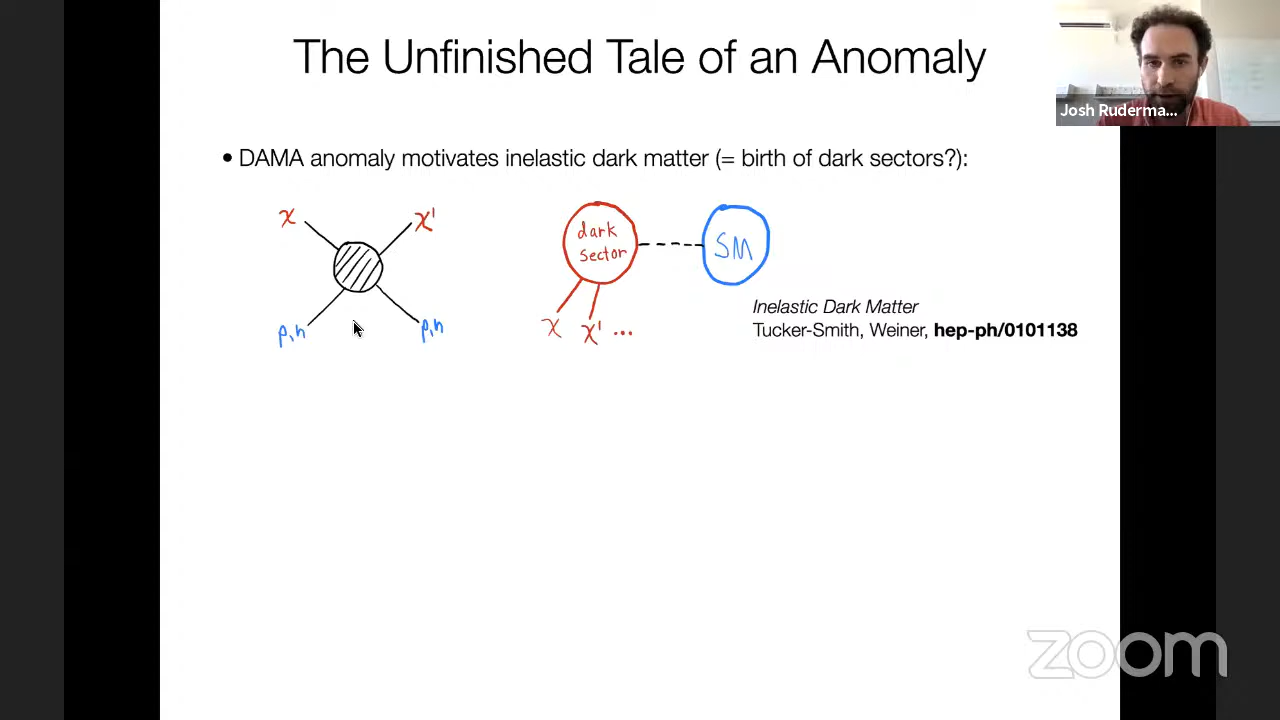 The Unfinished Tale of an Anomaly
Josh Ruderma...
• DAMA anomaly motivates inelastic dark matter (= birth of dark sectors?):
χ
χ'
p,n
p,n
dark
sector
SM
χ χ' ...
Inelastic Dark Matter
Tucker-Smith, Weiner, hep-ph/0101138
zoom